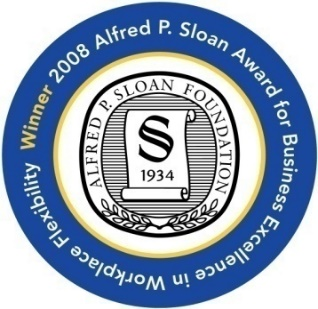 Winner 2008 Alfred P. Sloan Award for Business Excellence in Workplace Flexibility
ALFRED P. SLOAN FOUNDATION
S
1934